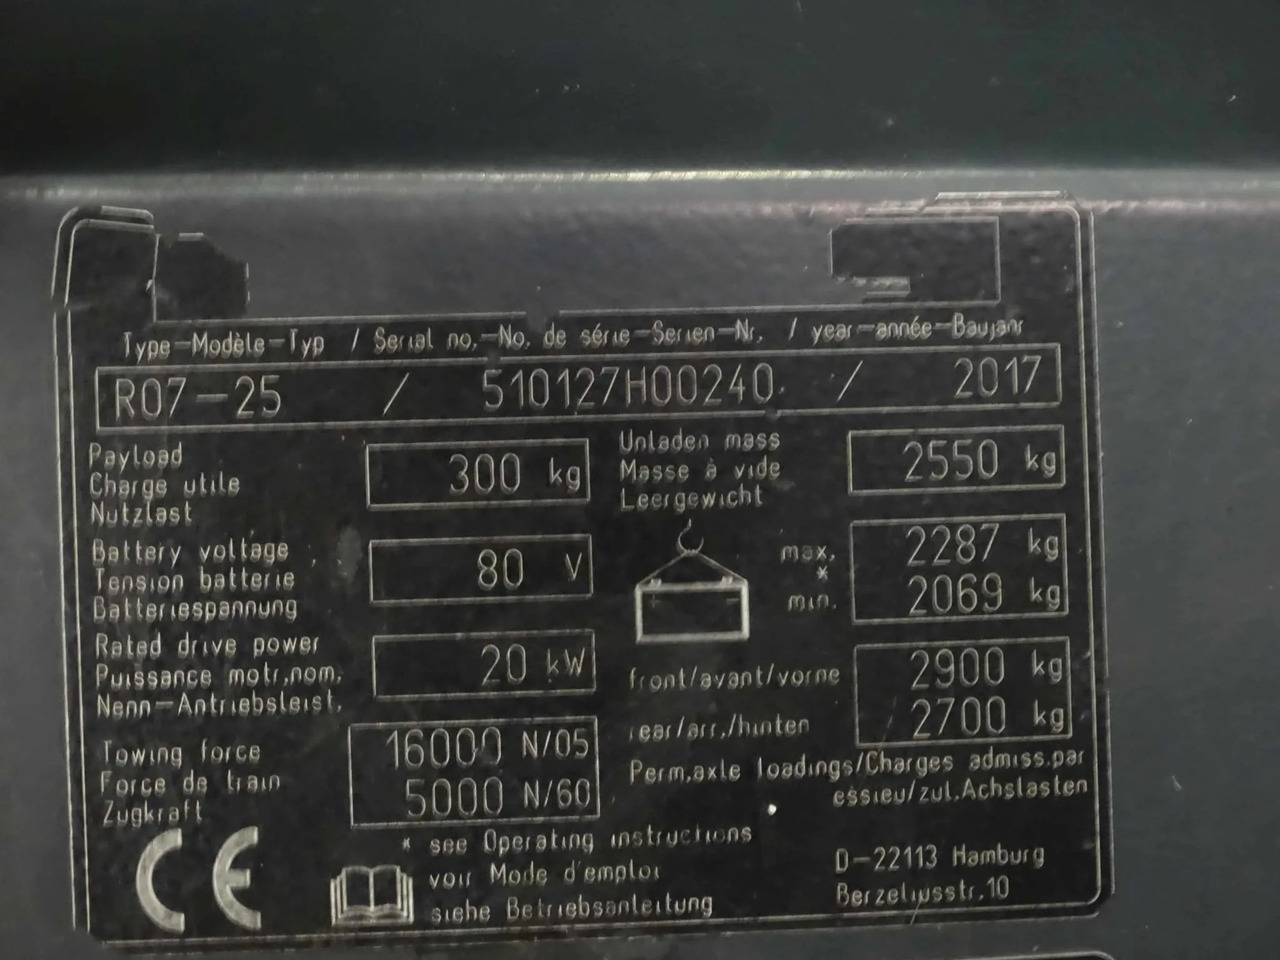 Type-Modèle-Typ / Serial no.-No. de série-Serien-Nr. / year-année-Baujahr
R07-25 / 510127H00240 / 2017
Payload
Charge utile
Nutzlast
300 kg
Unladen mass
Masse à vide
Leergewicht
2550 kg
Battery voltage
Tension batterie
Batteriespannung
80 V
max. 2287 kg
*
min. 2069 kg
Rated drive power
Puissance motr.nom.
Nenn-Antriebsleist.
20 kW
front/avant/vorne 2900 kg
rear/arr./hinten 2700 kg
Towing force
Force de train
Zugkraft
16000 N/05
5000 N/60
Perm.axle loadings/Charges admiss.par
essieu/zul.Achslasten
CE
* see Operating instructions
voir Mode d'emploi
siehe Betriebsanleitung
D-22113 Hamburg
Berzeliusstr.10